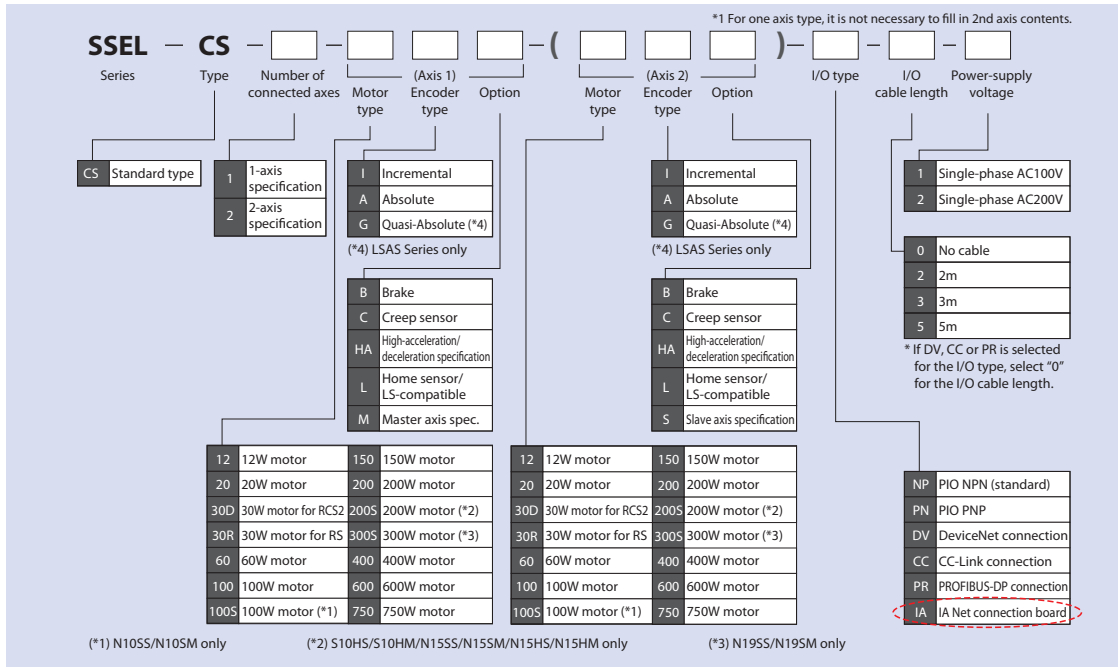 *1 For one axis type, it is not necessary to fill in 2nd axis contents.
SSEL – CS – – – ( ) – – –
Series
Type
Number of
connected axes
(Axis 1)
Motor
type
Encoder
type
Option
(Axis 2)
Motor
type
Encoder
type
Option
I/O type
I/O
cable length
Power-supply
voltage
CS Standard type
1 1-axis
specification
2 2-axis
specification
I Incremental
A Absolute
G Quasi-Absolute (*4)
(*4) LSAS Series only
B Brake
C Creep sensor
HA High-acceleration/
deceleration specification
L Home sensor/
LS-compatible
M Master axis spec.
I Incremental
A Absolute
G Quasi-Absolute (*4)
(*4) LSAS Series only
B Brake
C Creep sensor
HA High-acceleration/
deceleration specification
L Home sensor/
LS-compatible
S Slave axis specification
1 Single-phase AC100V
2 Single-phase AC200V
0 No cable
2 2m
3 3m
5 5m
* If DV, CC or PR is selected
for the I/O type, select “0”
for the I/O cable length.
12 12W motor 150 150W motor
20 20W motor 200 200W motor
30D 30W motor for RCS2 200S 200W motor (*2)
30R 30W motor for RS 300S 300W motor (*3)
60 60W motor 400 400W motor
100 100W motor 600 600W motor
100S 100W motor (*1) 750 750W motor
12 12W motor 150 150W motor
20 20W motor 200 200W motor
30D 30W motor for RCS2 200S 200W motor (*2)
30R 30W motor for RS 300S 300W motor (*3)
60 60W motor 400 400W motor
100 100W motor 600 600W motor
100S 100W motor (*1) 750 750W motor
NP PIO NPN (standard)
PN PIO PNP
DV DeviceNet connection
CC CC-Link connection
PR PROFIBUS-DP connection
IA IA Net connection board
(*1) N10SS/N10SM only
(*2) S10HS/S10HM/N15SS/N15SM/N15HS/N15HM only
(*3) N19SS/N19SM only